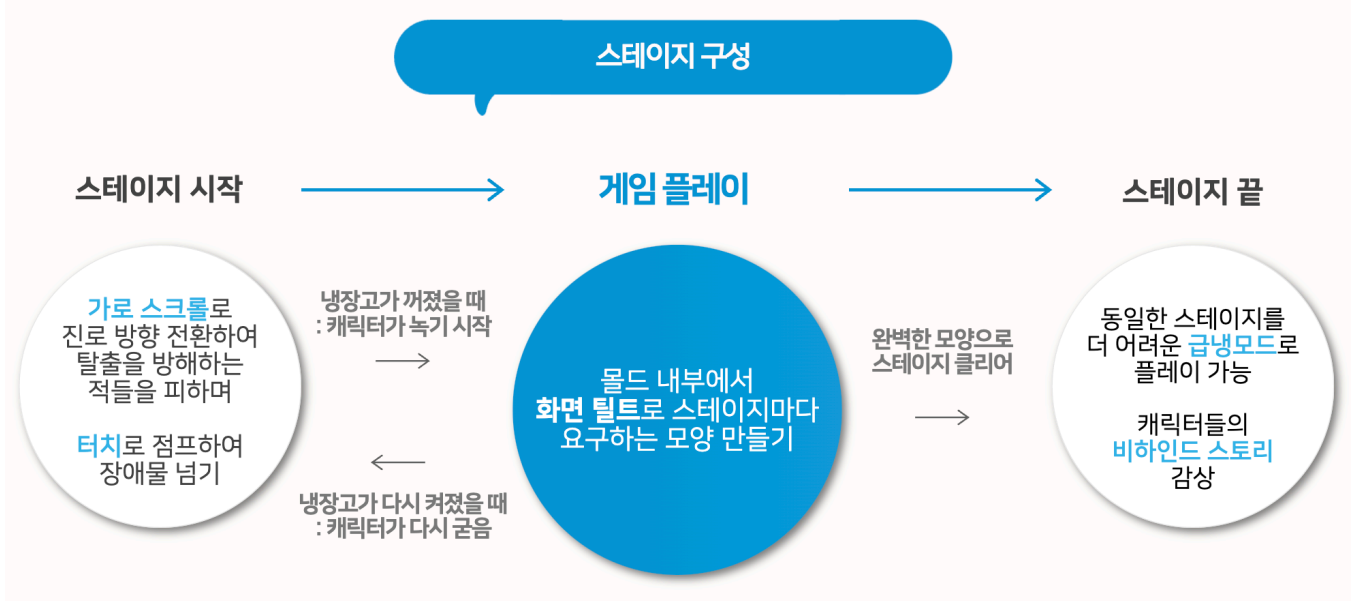 스테이지 구성
스테이지 시작
게임 플레이
스테이지 끝
가로 스크롤로
진로 방향 전환하여
탈출을 방해하는
적들을 피하며
터치로 점프하여
장애물 넘기
냉장고가 꺼졌을 때
: 캐릭터가 녹기 시작
냉장고가 다시 켜졌을 때
: 캐릭터가 다시 굳음
몰드 내부에서
화면 틸트로 스테이지마다
요구하는 모양 만들기
완벽한 모양으로
스테이지 클리어
동일한 스테이지를
더 어려운 급냉모드로
플레이 가능
캐릭터들의
비하인드 스토리
감상